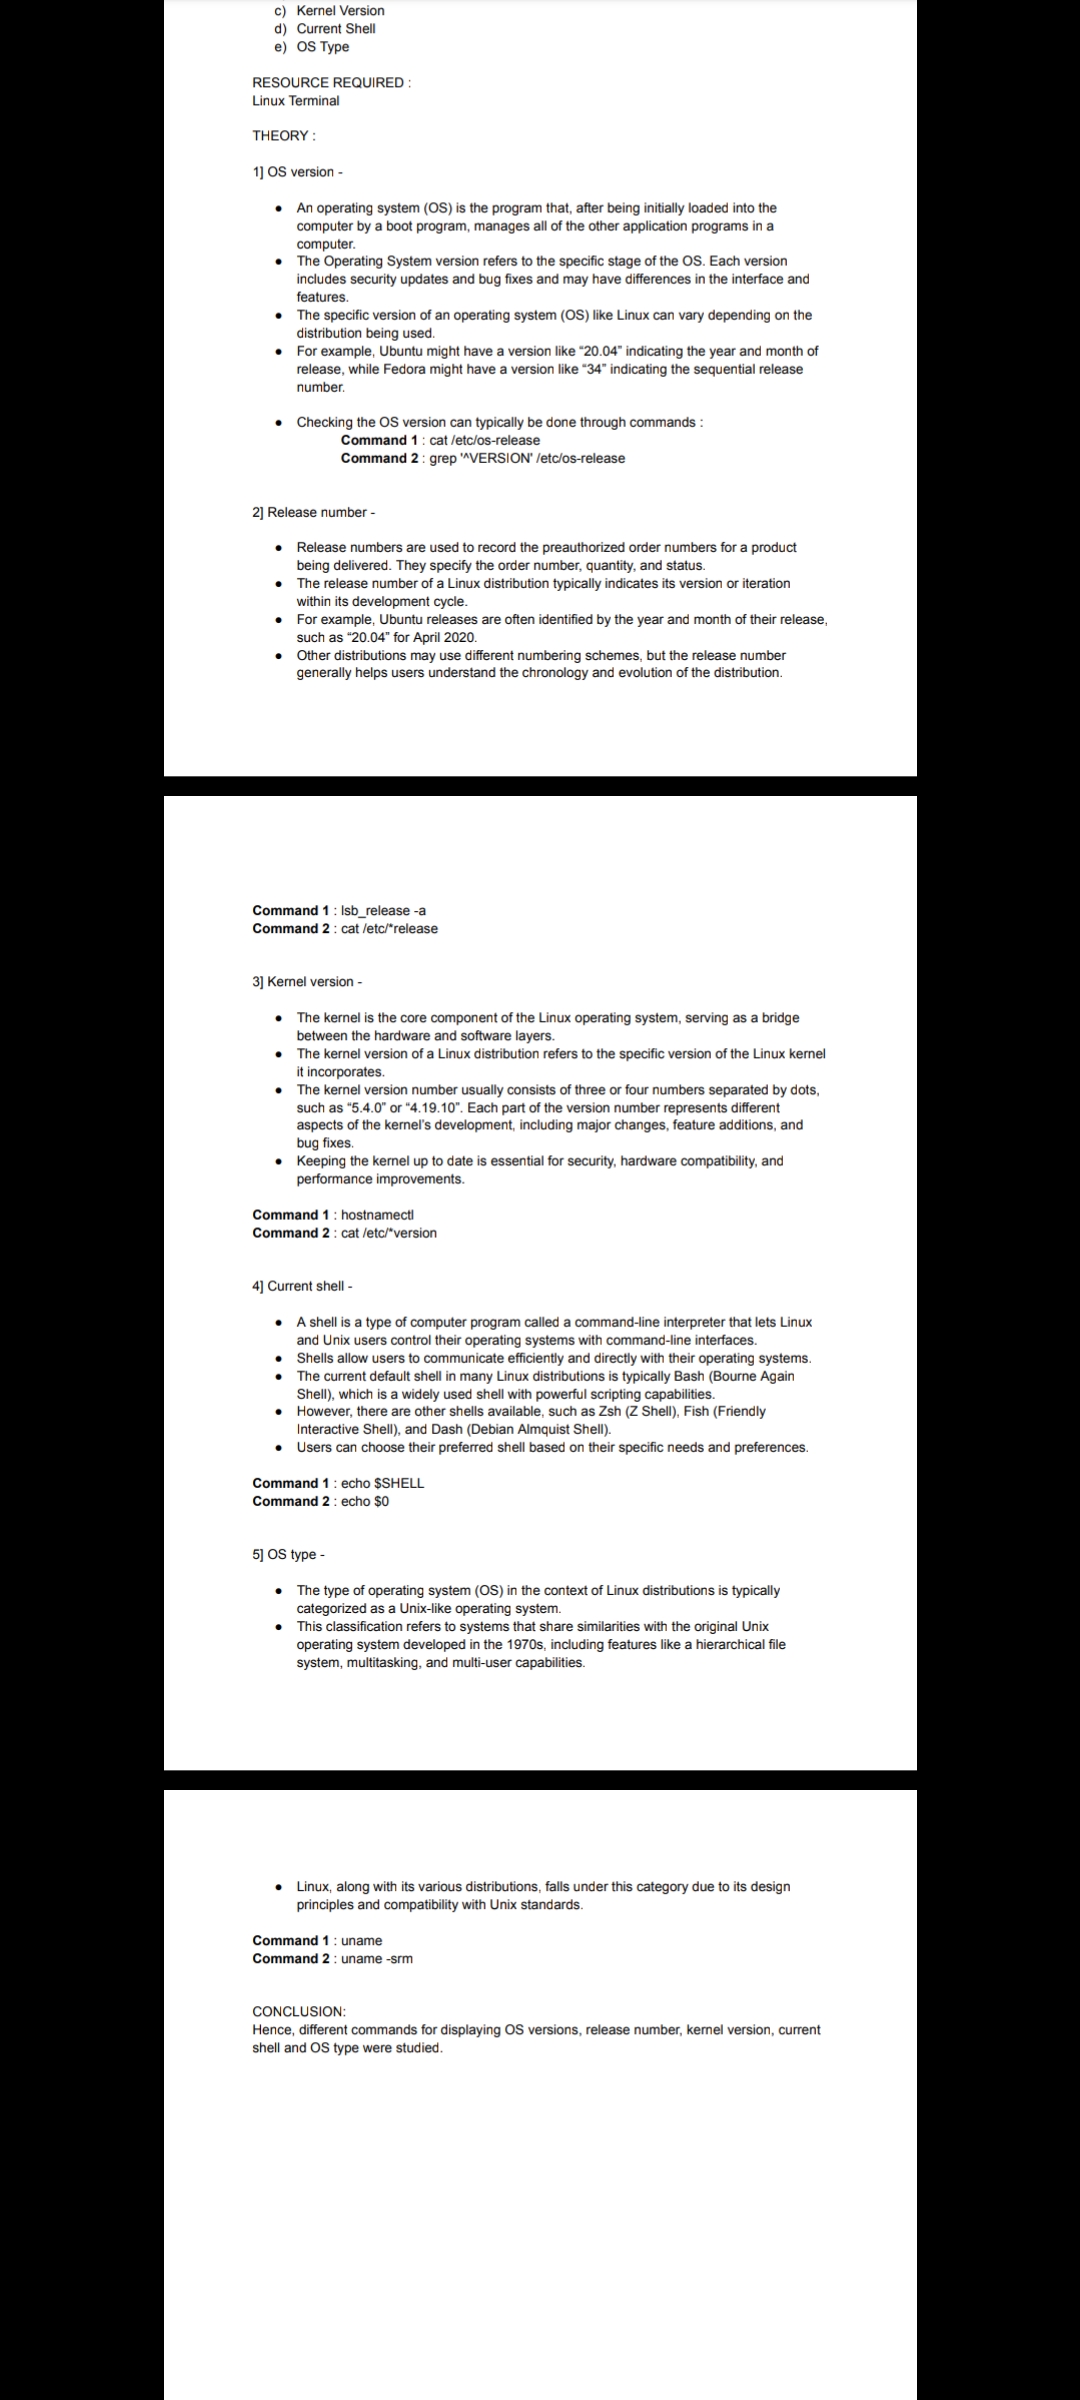 c) Kernel Version
d) Current Shell
e) OS Type
RESOURCE REQUIRED :
Linux Terminal
THEORY :
1] OS version -
● An operating system (OS) is the program that, after being initially loaded into the
computer by a boot program, manages all of the other application programs in a
computer.
● The Operating System version refers to the specific stage of the OS. Each version
includes security updates and bug fixes and may have differences in the interface and
features.
● The specific version of an operating system (OS) like Linux can vary depending on the
distribution being used.
● For example, Ubuntu might have a version like “20.04” indicating the year and month of
release, while Fedora might have a version like “34” indicating the sequential release
number.
● Checking the OS version can typically be done through commands :
Command 1 : cat /etc/os-release
Command 2 : grep '^VERSION' /etc/os-release
2] Release number -
● Release numbers are used to record the preauthorized order numbers for a product
being delivered. They specify the order number, quantity, and status.
● The release number of a Linux distribution typically indicates its version or iteration
within its development cycle.
● For example, Ubuntu releases are often identified by the year and month of their release,
such as “20.04” for April 2020.
● Other distributions may use different numbering schemes, but the release number
generally helps users understand the chronology and evolution of the distribution.
Command 1 : lsb_release -a
Command 2 : cat /etc/*release
3] Kernel version -
● The kernel is the core component of the Linux operating system, serving as a bridge
between the hardware and software layers.
● The kernel version of a Linux distribution refers to the specific version of the Linux kernel
it incorporates.
● The kernel version number usually consists of three or four numbers separated by dots,
such as “5.4.0” or “4.19.10”. Each part of the version number represents different
aspects of the kernel’s development, including major changes, feature additions, and
bug fixes.
● Keeping the kernel up to date is essential for security, hardware compatibility, and
performance improvements.
Command 1 : hostnamectl
Command 2 : cat /etc/*version
4] Current shell -
● A shell is a type of computer program called a command-line interpreter that lets Linux
and Unix users control their operating systems with command-line interfaces.
● Shells allow users to communicate efficiently and directly with their operating systems.
● The current default shell in many Linux distributions is typically Bash (Bourne Again
Shell), which is a widely used shell with powerful scripting capabilities.
● However, there are other shells available, such as Zsh (Z Shell), Fish (Friendly
Interactive Shell), and Dash (Debian Almquist Shell).
● Users can choose their preferred shell based on their specific needs and preferences.
Command 1 : echo $SHELL
Command 2 : echo $0
5] OS type -
● The type of operating system (OS) in the context of Linux distributions is typically
categorized as a Unix-like operating system.
● This classification refers to systems that share similarities with the original Unix
operating system developed in the 1970s, including features like a hierarchical file
system, multitasking, and multi-user capabilities.
● Linux, along with its various distributions, falls under this category due to its design
principles and compatibility with Unix standards.
Command 1 : uname
Command 2 : uname -srm
CONCLUSION:
Hence, different commands for displaying OS versions, release number, kernel version, current
shell and OS type were studied.